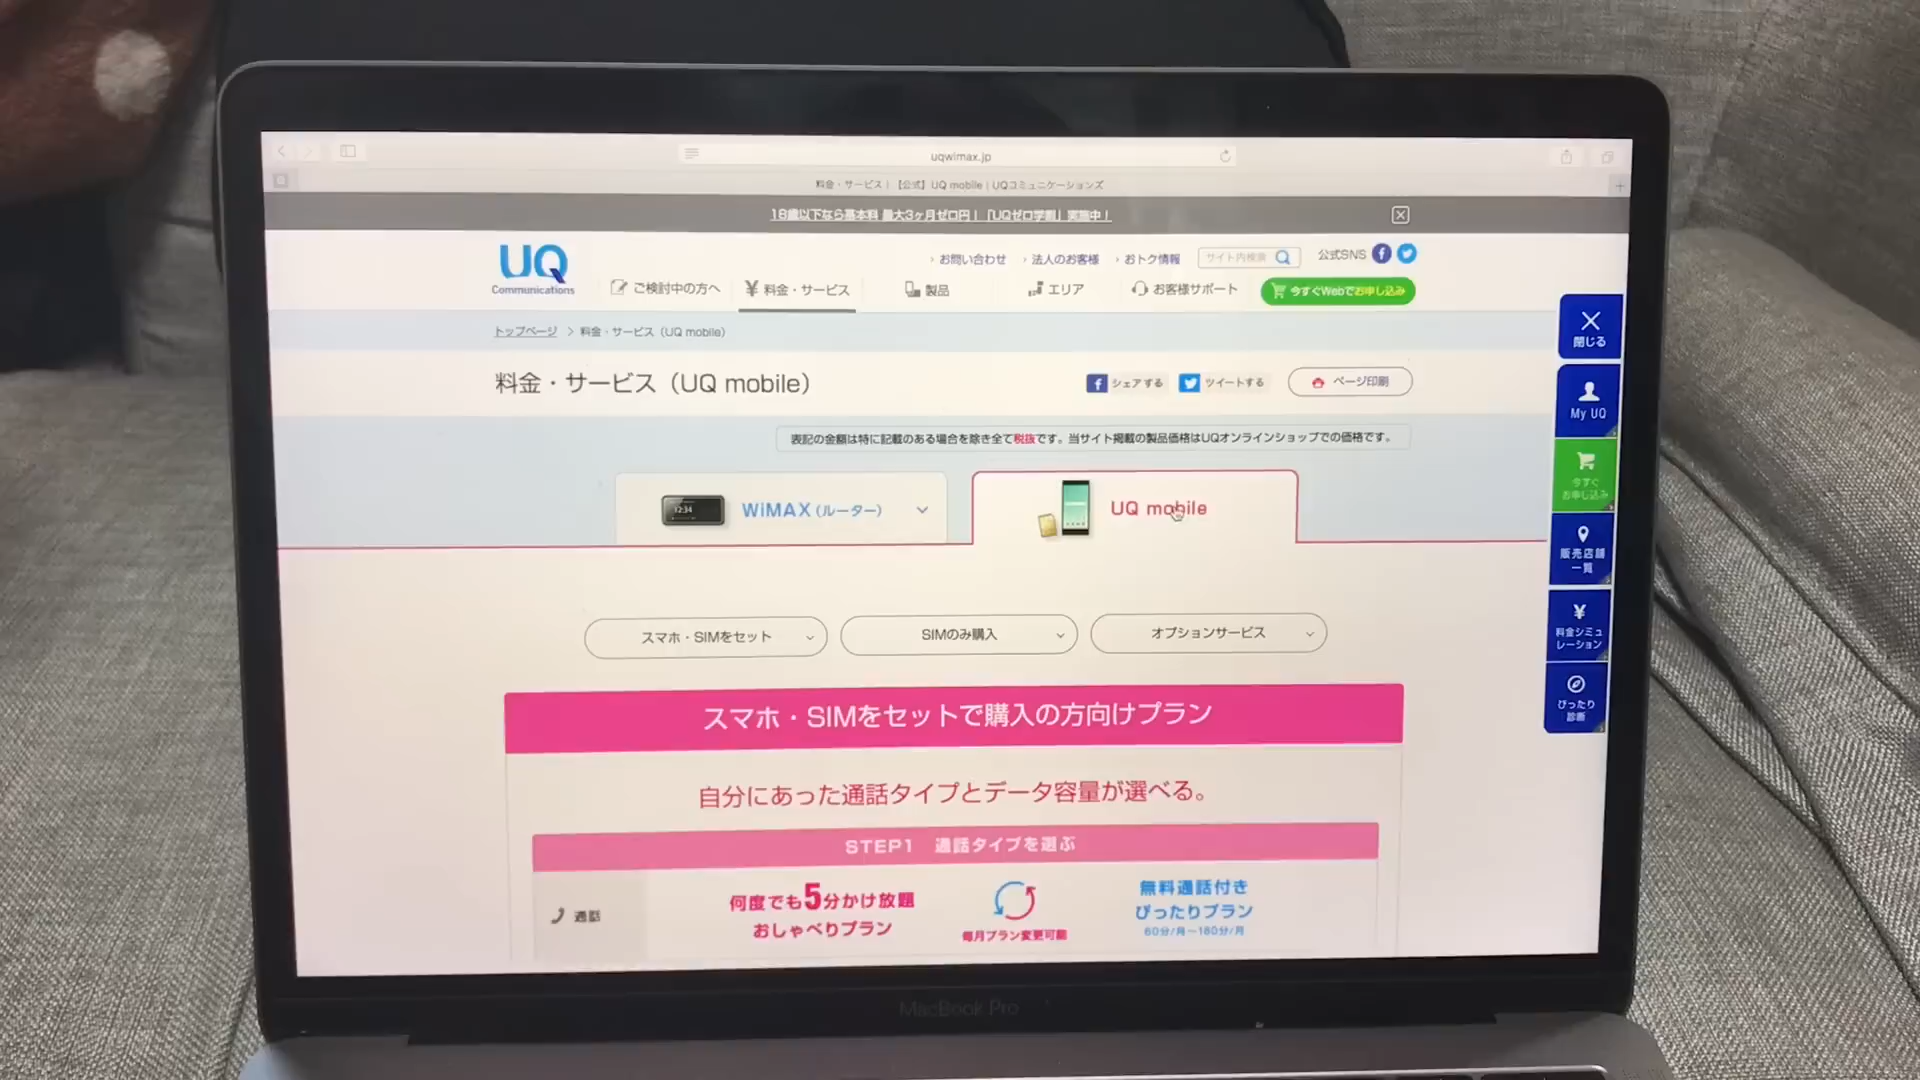 uqwimax.jp
料金・サービス｜【公式】UQ mobile｜UQコミュニケーションズ
18歳以下なら基本料 最大3ヶ月ゼロ円！「UQゼロ学割」実施中！
UQ
Communications
お問い合わせ
法人のお客様
おトク情報
サイト内検索
公式SNS
ご検討中の方へ
料金・サービス
製品
エリア
お客様サポート
今すぐWebでお申し込み
トップページ > 料金・サービス（UQ mobile）
料金・サービス（UQ mobile）
シェアする
ツイートする
ページ印刷
表記の金額は特に記載のある場合を除き全て税抜です。当サイト掲載の製品価格はUQオンラインショップでの価格です。
12:34
WiMAX（ルーター）
UQ mobile
スマホ・SIMをセット
SIMのみ購入
オプションサービス
スマホ・SIMをセットで購入の方向けプラン
自分にあった通話タイプとデータ容量が選べる。
STEP1 通話タイプを選ぶ
通話
何度でも5分かけ放題
おしゃべりプラン
毎月プラン変更可能
無料通話付き
ぴったりプラン
60分/月～180分/月
閉じる
My UQ
今すぐ
お申し込み
販売店舗
一覧
料金シミュ
レーション
ぴったり
診断
MacBook Pro